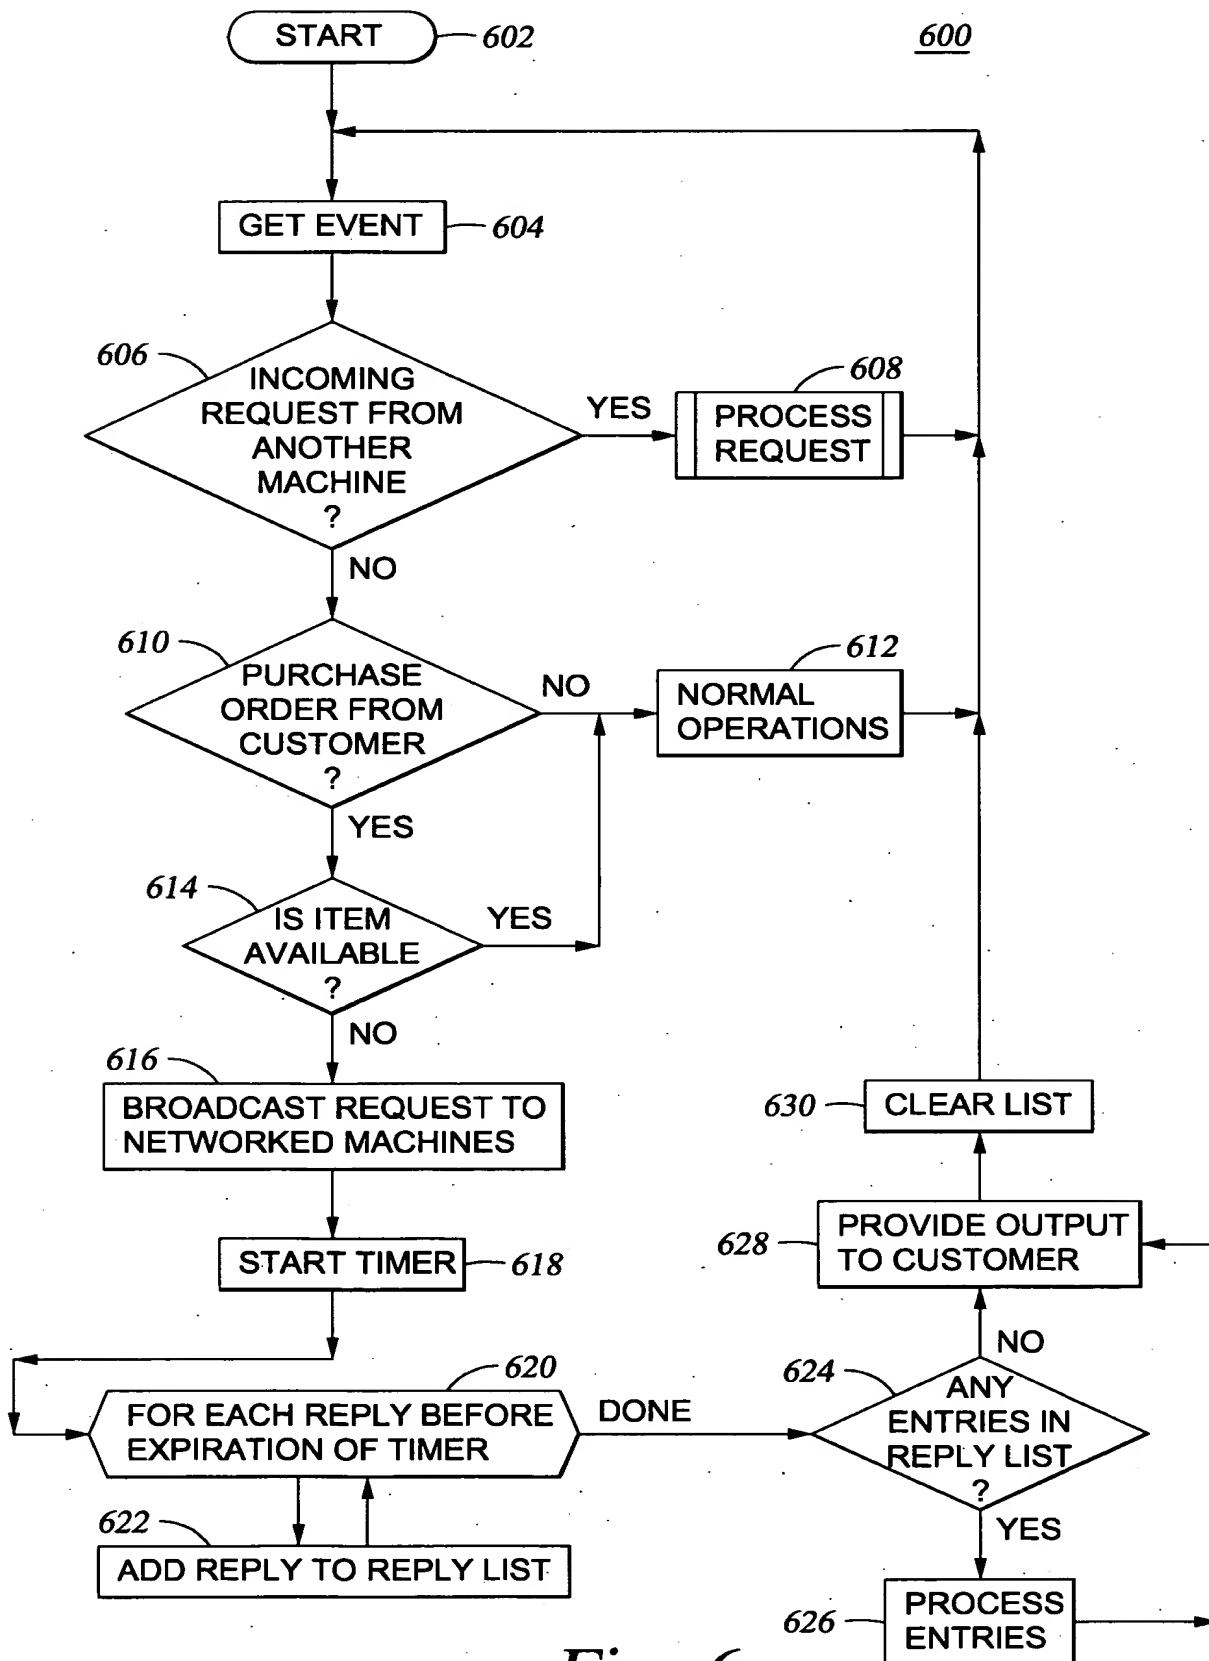 START
602
600
GET EVENT
604
606
INCOMING
REQUEST FROM
ANOTHER
MACHINE
?
YES
608
PROCESS
REQUEST
NO
610
PURCHASE
ORDER FROM
CUSTOMER
?
NO
612
NORMAL
OPERATIONS
YES
614
IS ITEM
AVAILABLE
?
YES
NO
616
BROADCAST REQUEST TO
NETWORKED MACHINES
630
CLEAR LIST
START TIMER
618
628
PROVIDE OUTPUT
TO CUSTOMER
NO
620
FOR EACH REPLY BEFORE
EXPIRATION OF TIMER
DONE
624
ANY
ENTRIES IN
REPLY LIST
?
YES
622
ADD REPLY TO REPLY LIST
626
PROCESS
ENTRIES
Fig. 6